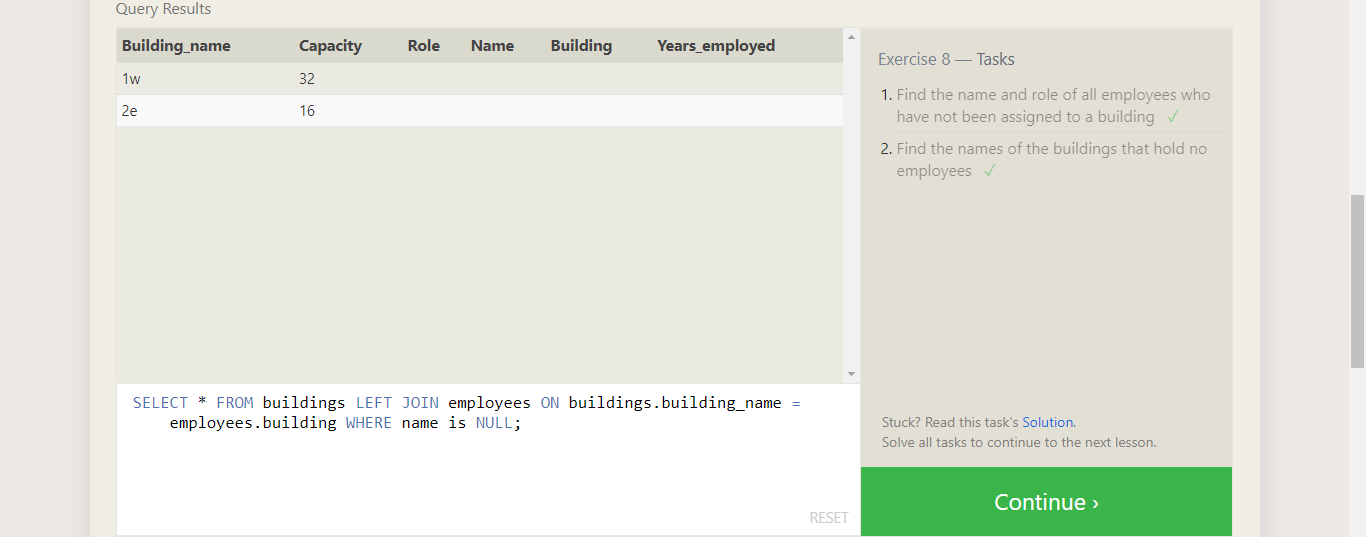 Query Results
Building_name Capacity Role Name Building Years_employed
1w 32
2e 16
SELECT * FROM buildings LEFT JOIN employees ON buildings.building_name =
employees.building WHERE name is NULL;
RESET
Exercise 8 — Tasks
1. Find the name and role of all employees who
have not been assigned to a building ✓
2. Find the names of the buildings that hold no
employees ✓
Stuck? Read this task's Solution.
Solve all tasks to continue to the next lesson.
Continue ›